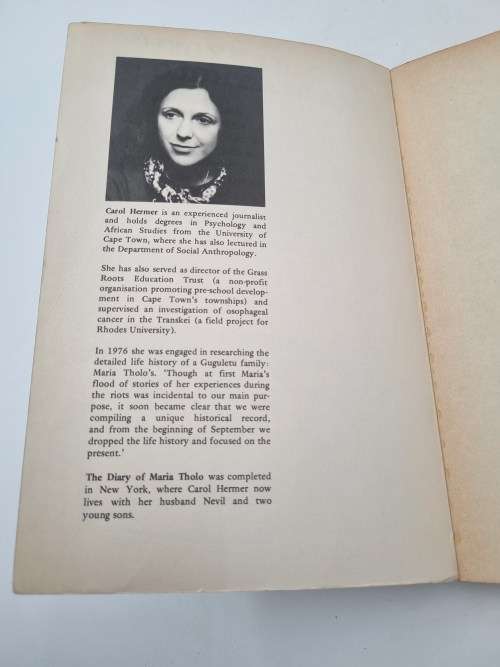 Carol Hermer is an experienced journalist
and holds degrees in Psychology and
African Studies from the University of
Cape Town, where she has also lectured in
the Department of Social Anthropology.
She has also served as director of the Grass
Roots Education Trust (a non-profit
organisation promoting pre-school develop-
ment in Cape Town's townships) and
supervised an investigation of osophageal
cancer in the Transkei (a field project for
Rhodes University).
In 1976 she was engaged in researching the
detailed life history of a Guguletu family:
Maria Tholo's. 'Though at first Maria's
flood of stories of her experiences during
the riots was incidental to our main pur-
pose, it soon became clear that we were
compiling a unique historical record,
and from the beginning of September we
dropped the life history and focused on the
present.'
The Diary of Maria Tholo was completed
in New York, where Carol Hermer now
lives with her husband Nevil and two
young sons.